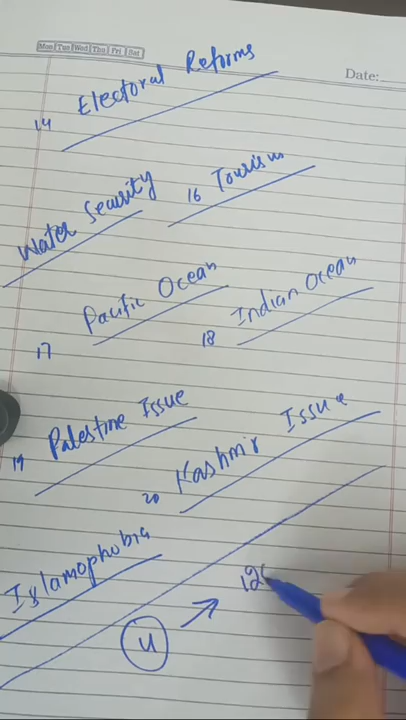 Mon Tue Wed Thu Fri Sat
Date:
14 Electoral Reforms
Water Security
16 Tourism
17 Pacific Ocean
18 Indian Ocean
19 Palestine Issue
20 Kashmir Issue
Islamophobia
→